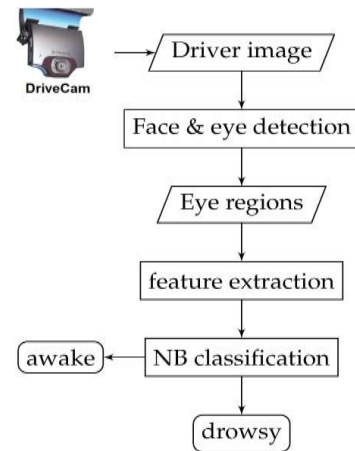 Driver image
DriveCam
Face & eye detection
Eye regions
feature extraction
awake
NB classification
drowsy